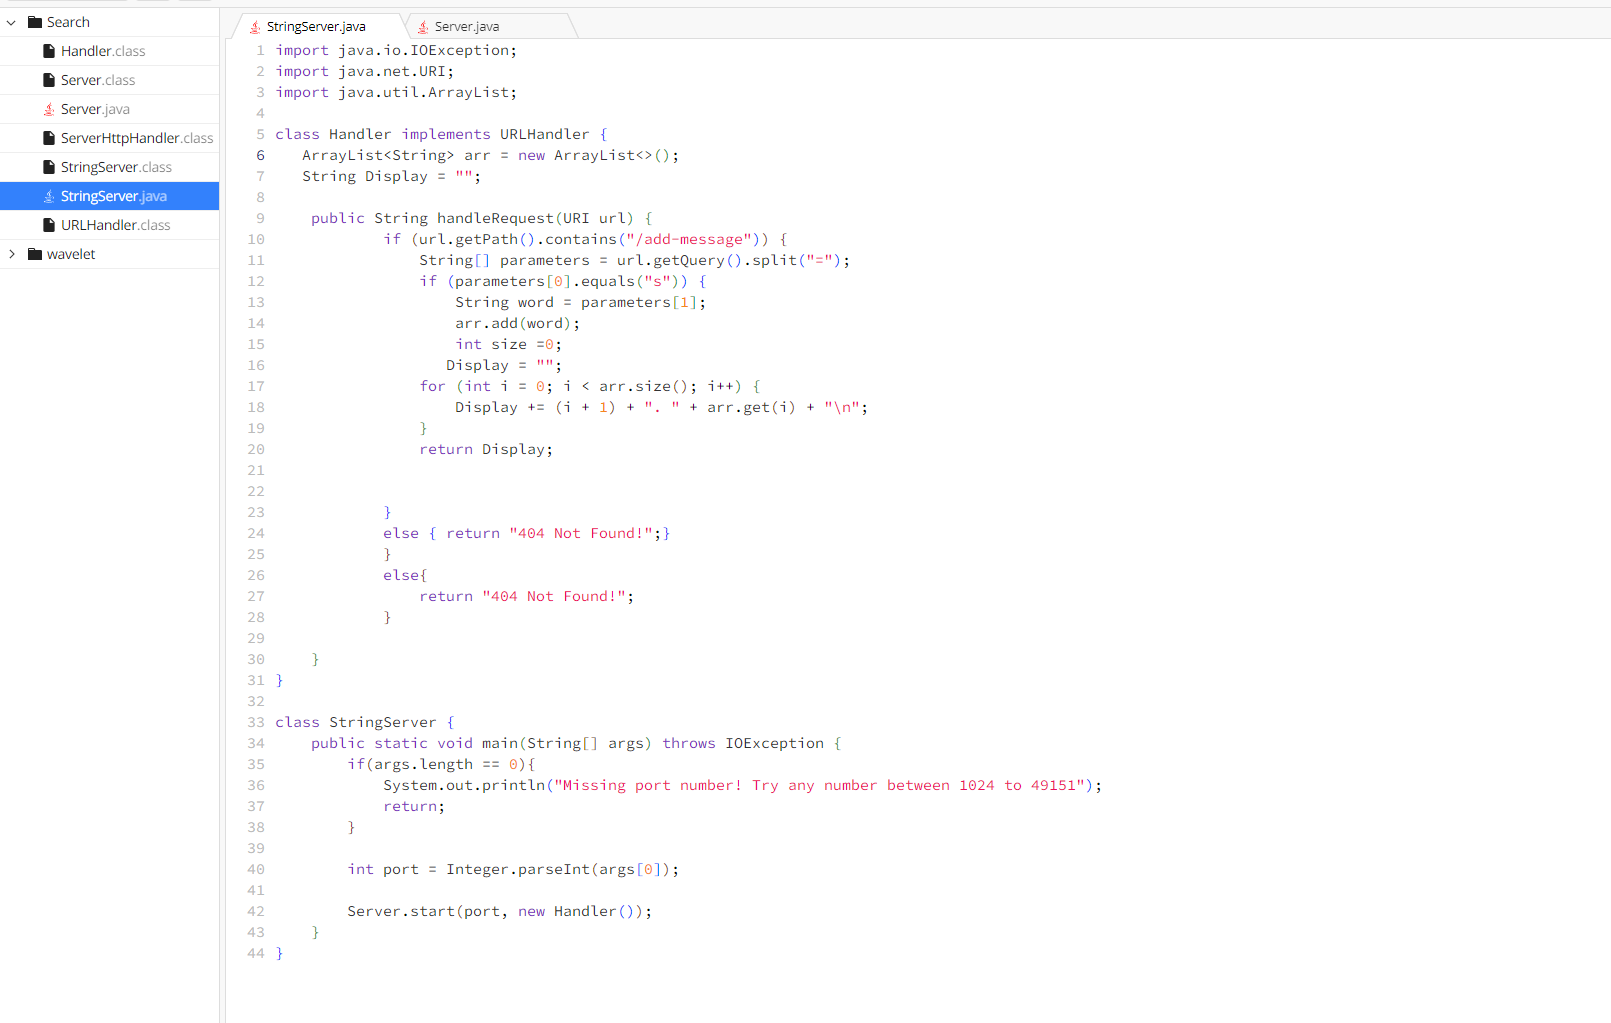 Search
Handler.class
Server.class
Server.java
ServerHttpHandler.class
StringServer.class
StringServer.java
URLHandler.class
wavelet
StringServer.java Server.java
1 import java.io.IOException;
2 import java.net.URI;
3 import java.util.ArrayList;
4
5 class Handler implements URLHandler {
6    ArrayList<String> arr = new ArrayList<>();
7    String Display = "";
8
9     public String handleRequest(URI url) {
10             if (url.getPath().contains("/add-message")) {
11                 String[] parameters = url.getQuery().split("=");
12                 if (parameters[0].equals("s")) {
13                     String word = parameters[1];
14                     arr.add(word);
15                     int size =0;
16                    Display = "";
17                 for (int i = 0; i < arr.size(); i++) {
18                     Display += (i + 1) + ". " + arr.get(i) + "\n";
19                 }
20                 return Display;
21
22
23             }
24             else { return "404 Not Found!";}
25             }
26             else{
27                 return "404 Not Found!";
28             }
29
30     }
31 }
32
33 class StringServer {
34     public static void main(String[] args) throws IOException {
35         if(args.length == 0){
36             System.out.println("Missing port number! Try any number between 1024 to 49151");
37             return;
38         }
39
40         int port = Integer.parseInt(args[0]);
41
42         Server.start(port, new Handler());
43     }
44 }